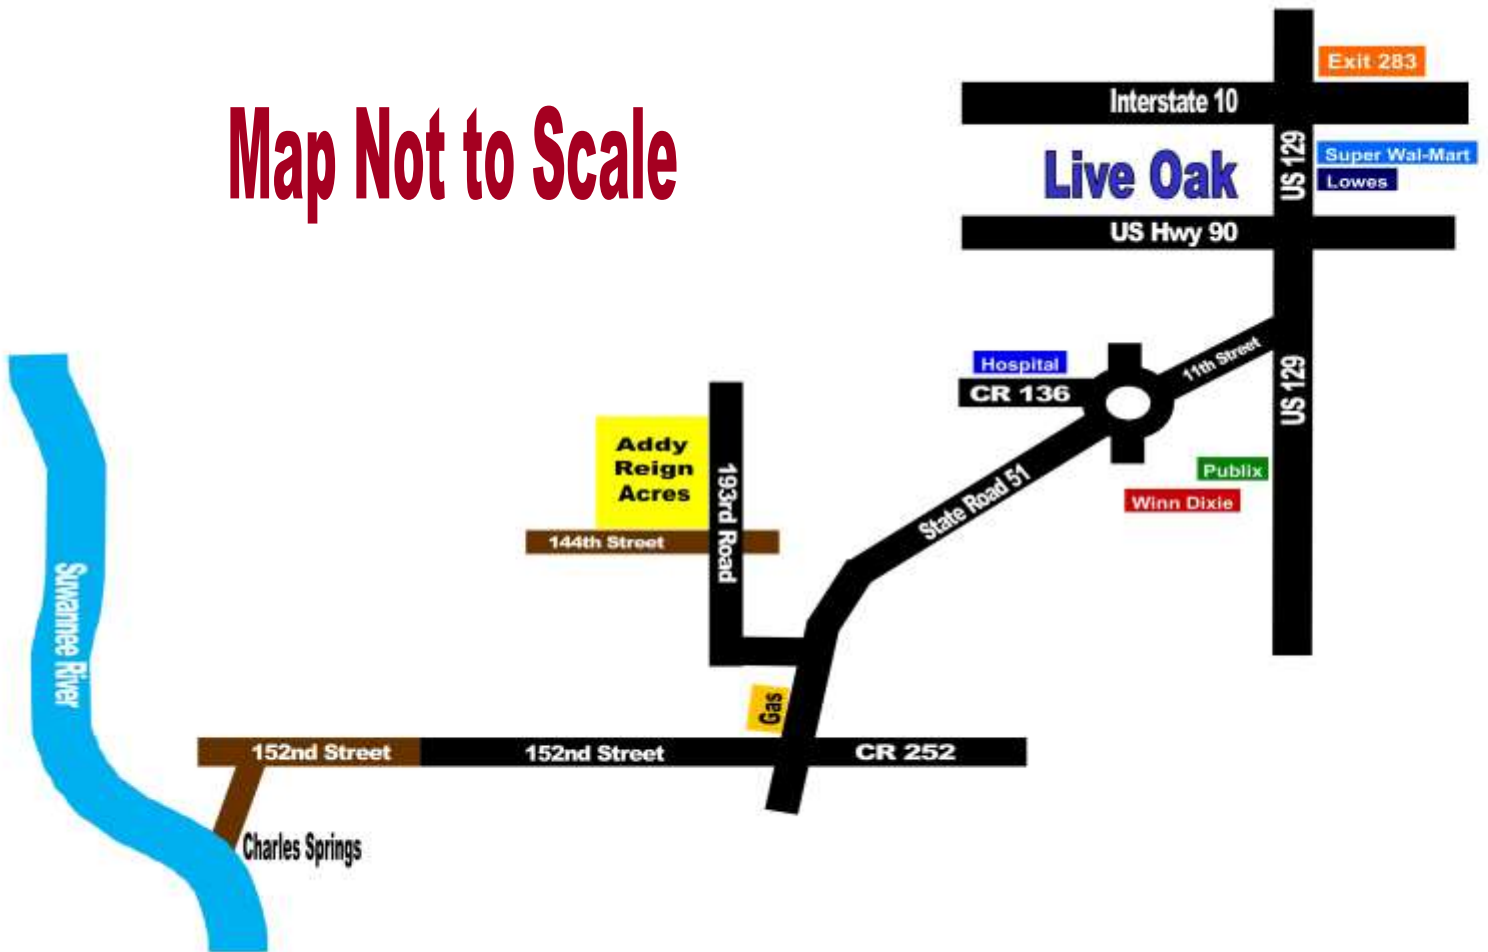 Exit 283
Interstate 10
Map Not to Scale
Live Oak
US 129
Super Wal-Mart
Lowes
US Hwy 90
11th Street
Hospital
CR 136
US 129
Addy
Reign
Acres
193rd Road
Publix
State Road 51
Winn Dixie
144th Street
Suwannee River
Gas
152nd Street
152nd Street
CR 252
Charles Springs